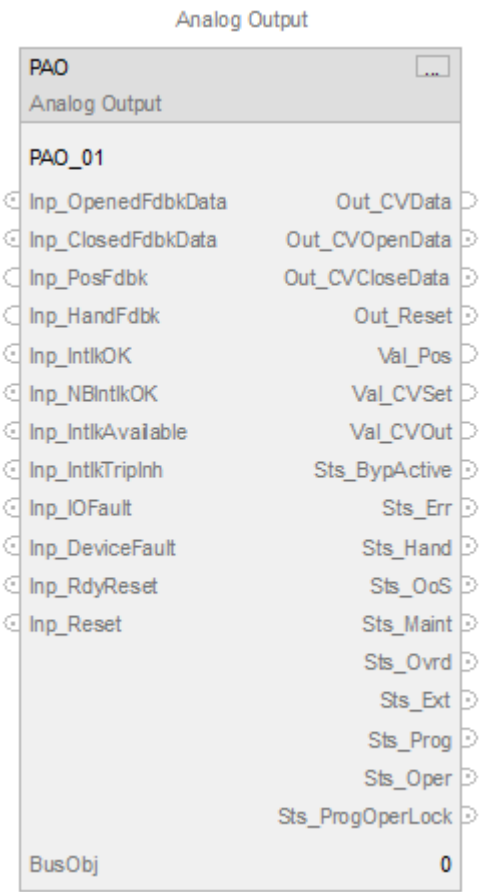 Analog Output
PAO ...
Analog Output
PAO_01
Inp_OpenedFdbkData Out_CVData
Inp_ClosedFdbkData Out_CVOpenData
Inp_PosFdbk Out_CVCloseData
Inp_HandFdbk Out_Reset
Inp_IntlkOK Val_Pos
Inp_NBIntlkOK Val_CVSet
Inp_IntlkAvailable Val_CVOut
Inp_IntlkTripInh Sts_BypActive
Inp_IOFault Sts_Err
Inp_DeviceFault Sts_Hand
Inp_RdyReset Sts_OoS
Inp_Reset Sts_Maint
Sts_Ovrd
Sts_Ext
Sts_Prog
Sts_Oper
Sts_ProgOperLock
BusObj 0